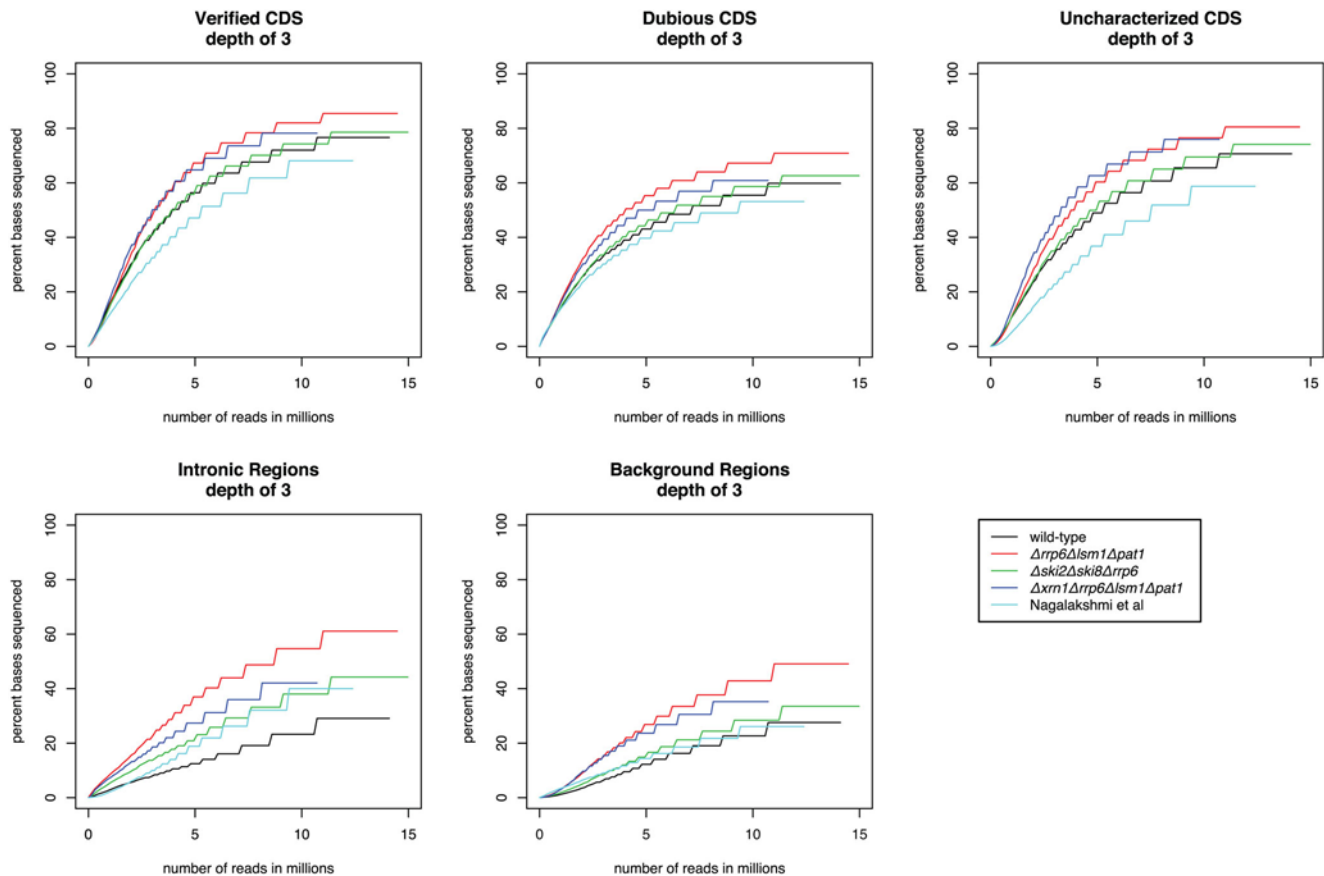 Verified CDS
depth of 3
percent bases sequenced
0 20 40 60 80 100
0 5 10 15
number of reads in millions
Dubious CDS
depth of 3
percent bases sequenced
0 20 40 60 80 100
0 5 10 15
number of reads in millions
Uncharacterized CDS
depth of 3
percent bases sequenced
0 20 40 60 80 100
0 5 10 15
number of reads in millions
Intronic Regions
depth of 3
percent bases sequenced
0 20 40 60 80 100
0 5 10 15
number of reads in millions
Background Regions
depth of 3
percent bases sequenced
0 20 40 60 80 100
0 5 10 15
number of reads in millions
wild-type
Δrrp6Δlsm1Δpat1
Δski2Δski8Δrrp6
Δxrn1Δrrp6Δlsm1Δpat1
Nagalakshmi et al